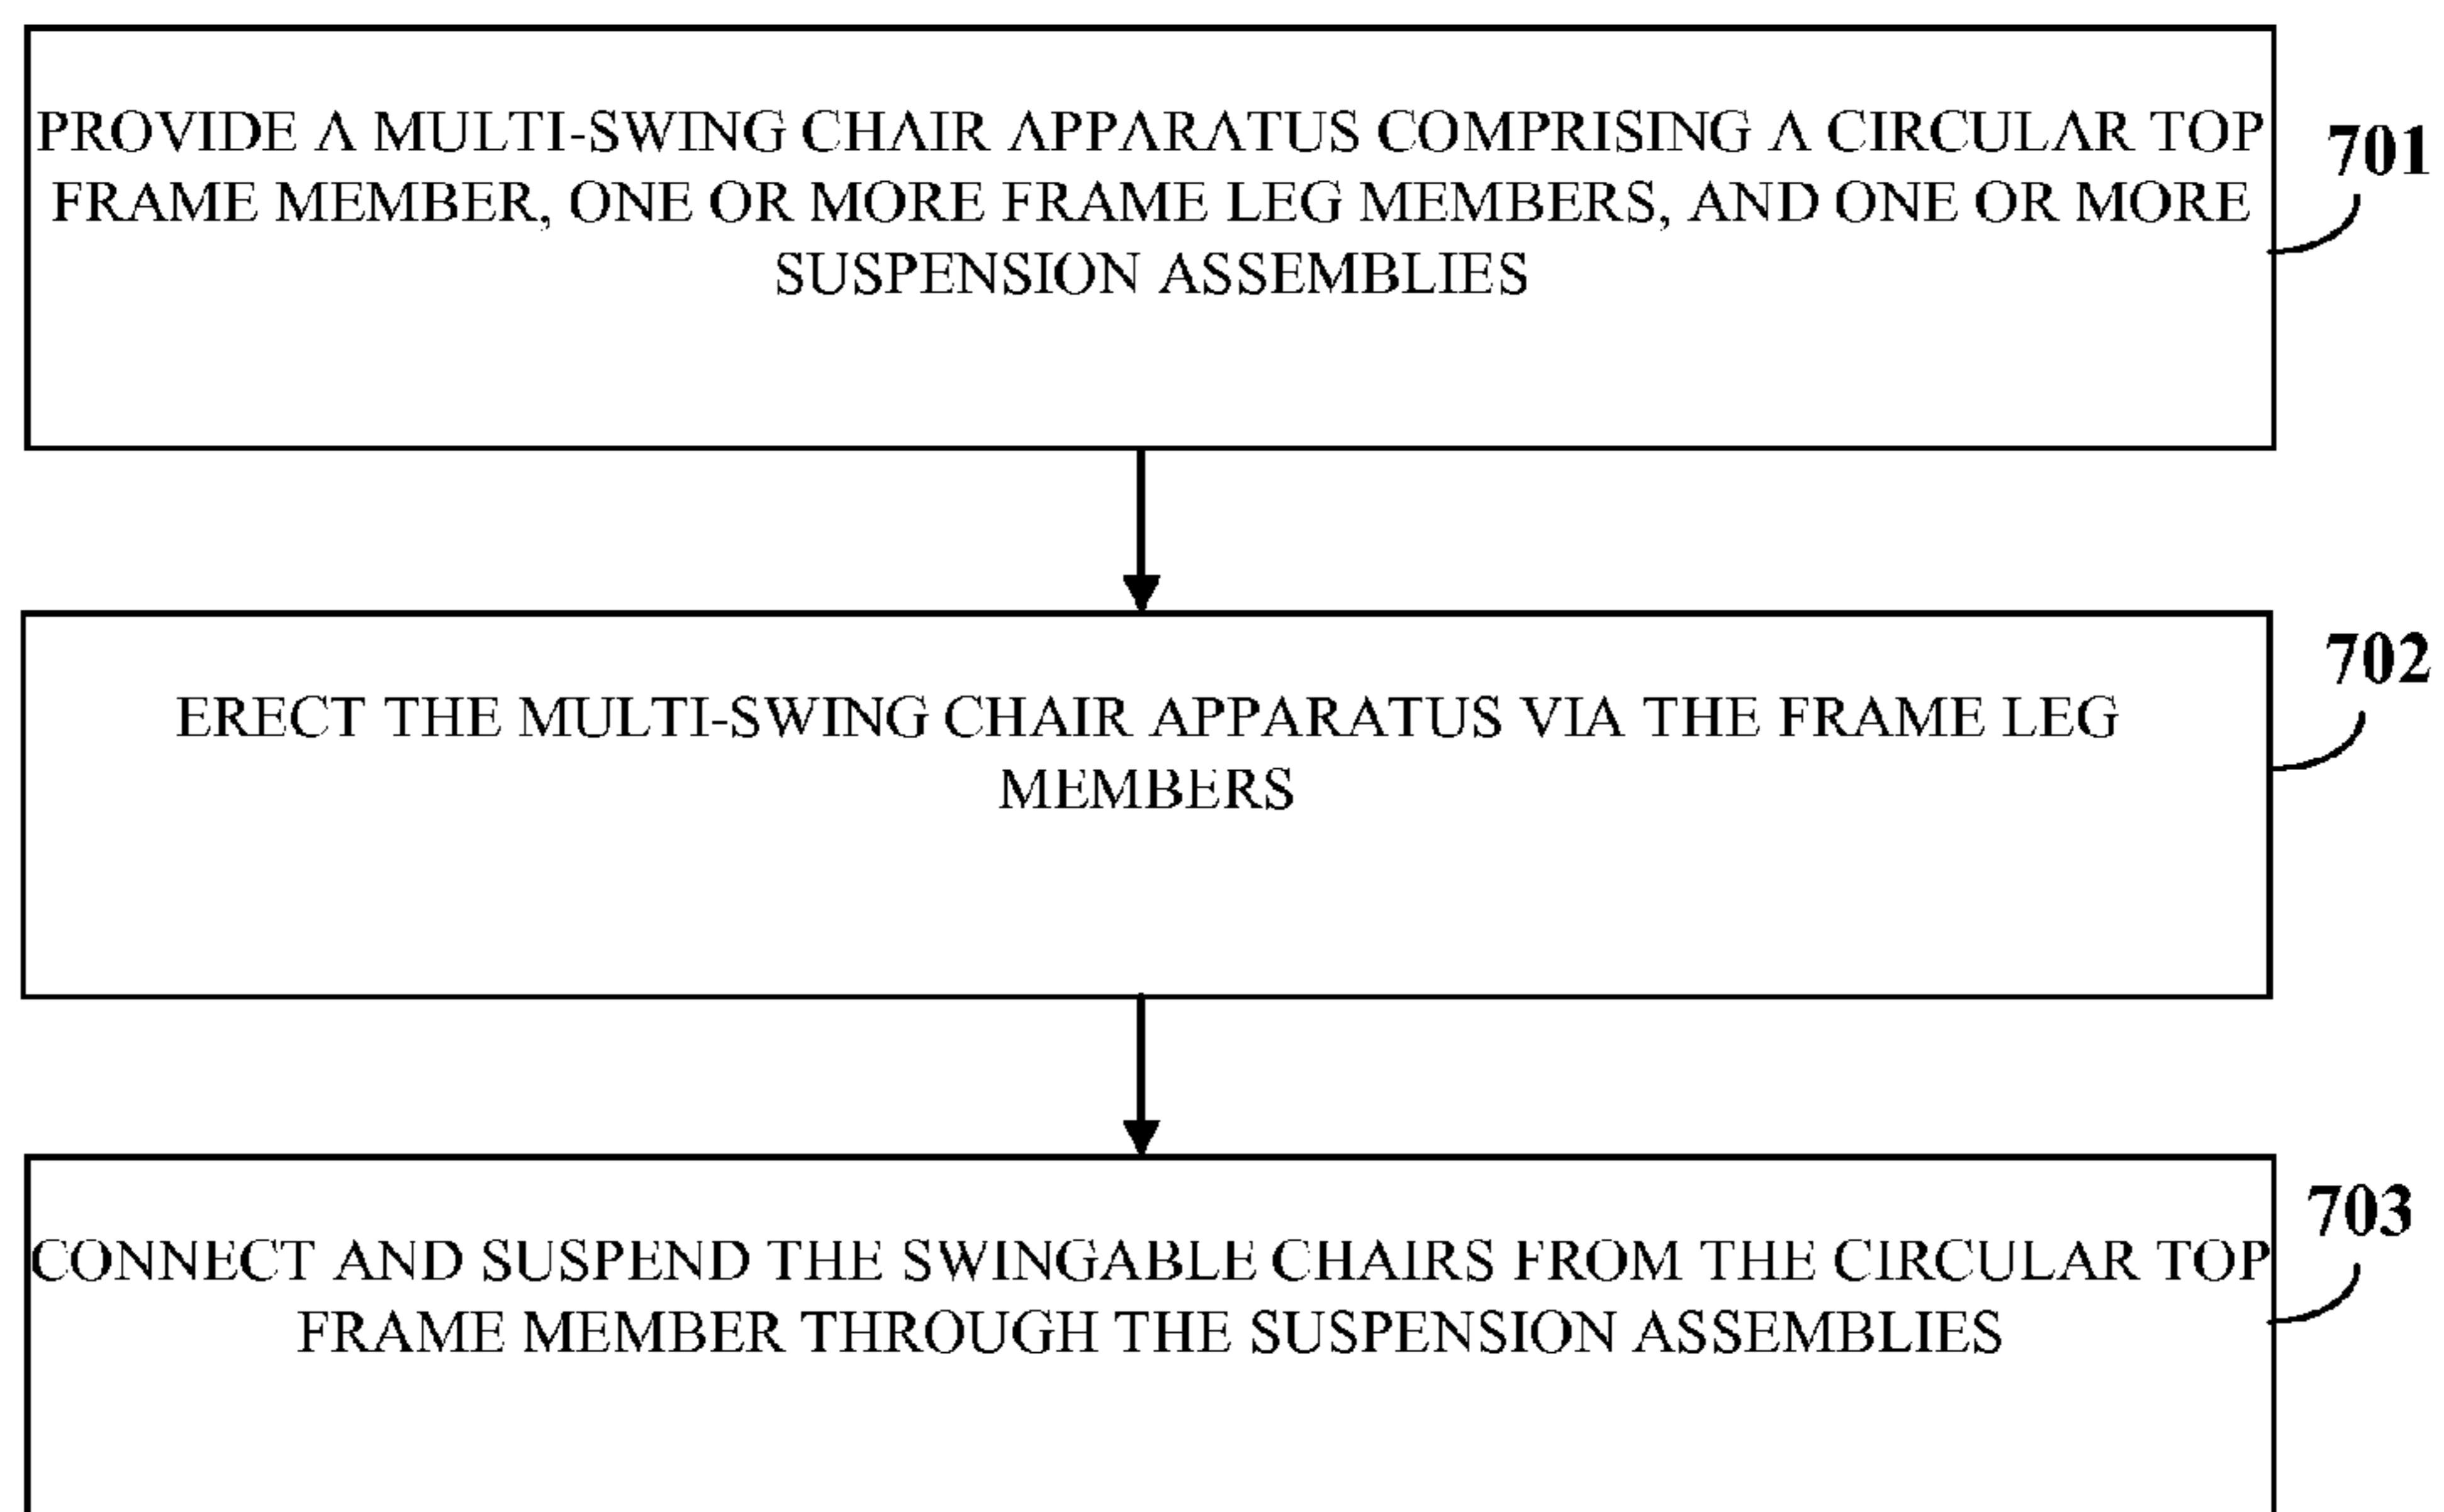 PROVIDE A MULTI-SWING CHAIR APPARATUS COMPRISING A CIRCULAR TOP
FRAME MEMBER, ONE OR MORE FRAME LEG MEMBERS, AND ONE OR MORE
SUSPENSION ASSEMBLIES
701
ERECT THE MULTI-SWING CHAIR APPARATUS VIA THE FRAME LEG
MEMBERS
702
CONNECT AND SUSPEND THE SWINGABLE CHAIRS FROM THE CIRCULAR TOP
FRAME MEMBER THROUGH THE SUSPENSION ASSEMBLIES
703